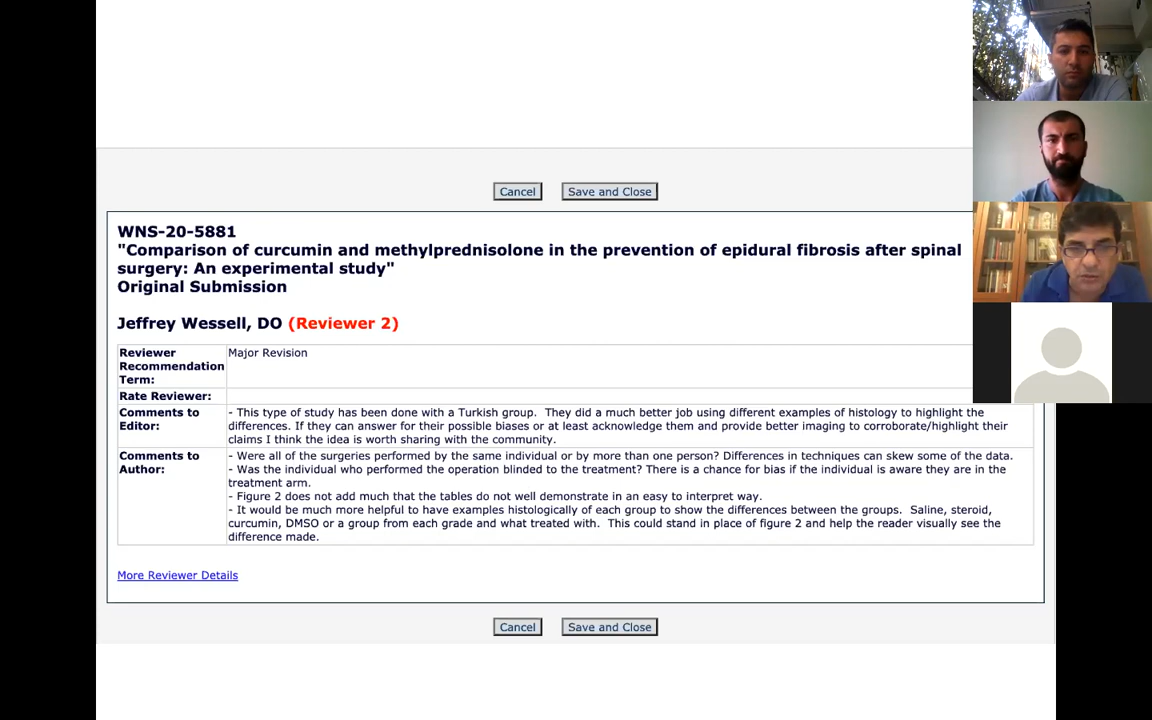 Cancel
Save and Close
WNS-20-5881
"Comparison of curcumin and methylprednisolone in the prevention of epidural fibrosis after spinal
surgery: An experimental study"
Original Submission
Jeffrey Wessell, DO (Reviewer 2)
Reviewer
Recommendation
Term:
Major Revision
Rate Reviewer:
Comments to
Editor:
- This type of study has been done with a Turkish group. They did a much better job using different examples of histology to highlight the
differences. If they can answer for their possible biases or at least acknowledge them and provide better imaging to corroborate/highlight their
claims I think the idea is worth sharing with the community.
Comments to
Author:
- Were all of the surgeries performed by the same individual or by more than one person? Differences in techniques can skew some of the data.
- Was the individual who performed the operation blinded to the treatment? There is a chance for bias if the individual is aware they are in the
treatment arm.
- Figure 2 does not add much that the tables do not well demonstrate in an easy to interpret way.
- It would be much more helpful to have examples histologically of each group to show the differences between the groups. Saline, steroid,
curcumin, DMSO or a group from each grade and what treated with. This could stand in place of figure 2 and help the reader visually see the
difference made.
More Reviewer Details
Cancel
Save and Close